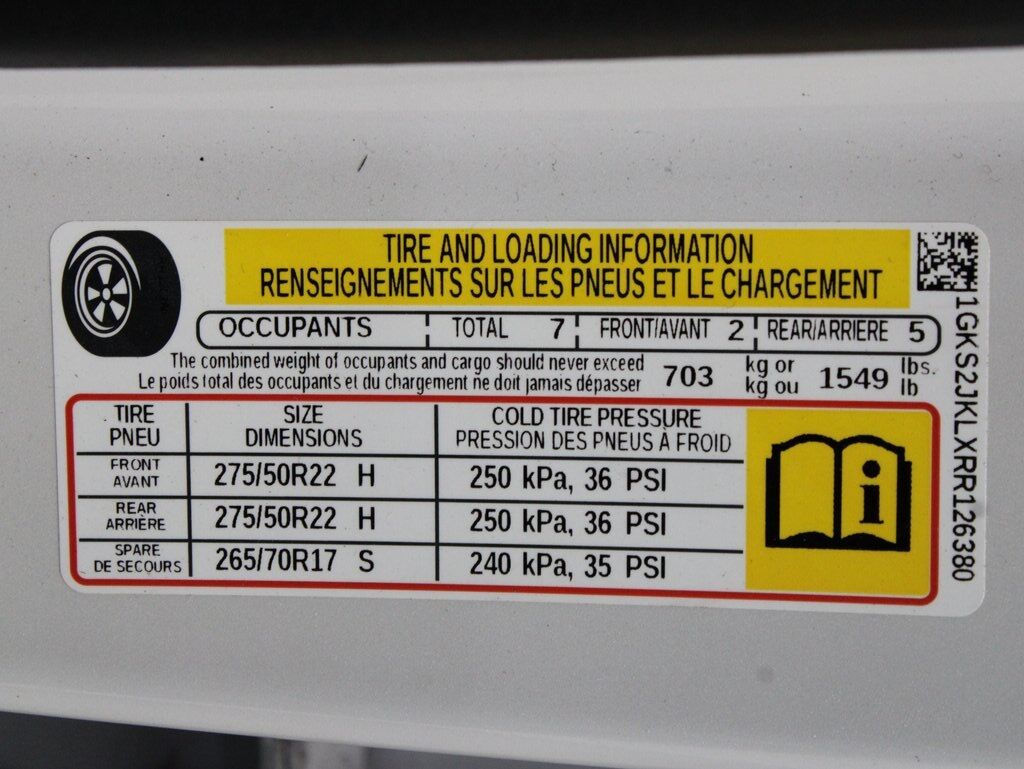 TIRE AND LOADING INFORMATION
RENSEIGNEMENTS SUR LES PNEUS ET LE CHARGEMENT
OCCUPANTS TOTAL 7 FRONT/AVANT 2 REAR/ARRIERE 5
The combined weight of occupants and cargo should never exceed 703 kg or 1549 lbs.
Le poids total des occupants et du chargement ne doit jamais dépasser kg ou lb
TIRE SIZE COLD TIRE PRESSURE
PNEU DIMENSIONS PRESSION DES PNEUS À FROID
FRONT
AVANT
275/50R22 H 250 kPa, 36 PSI
REAR
ARRIÈRE
275/50R22 H 250 kPa, 36 PSI
SPARE
DE SECOURS
265/70R17 S 240 kPa, 35 PSI
i
1GKS2JKLXRR126380